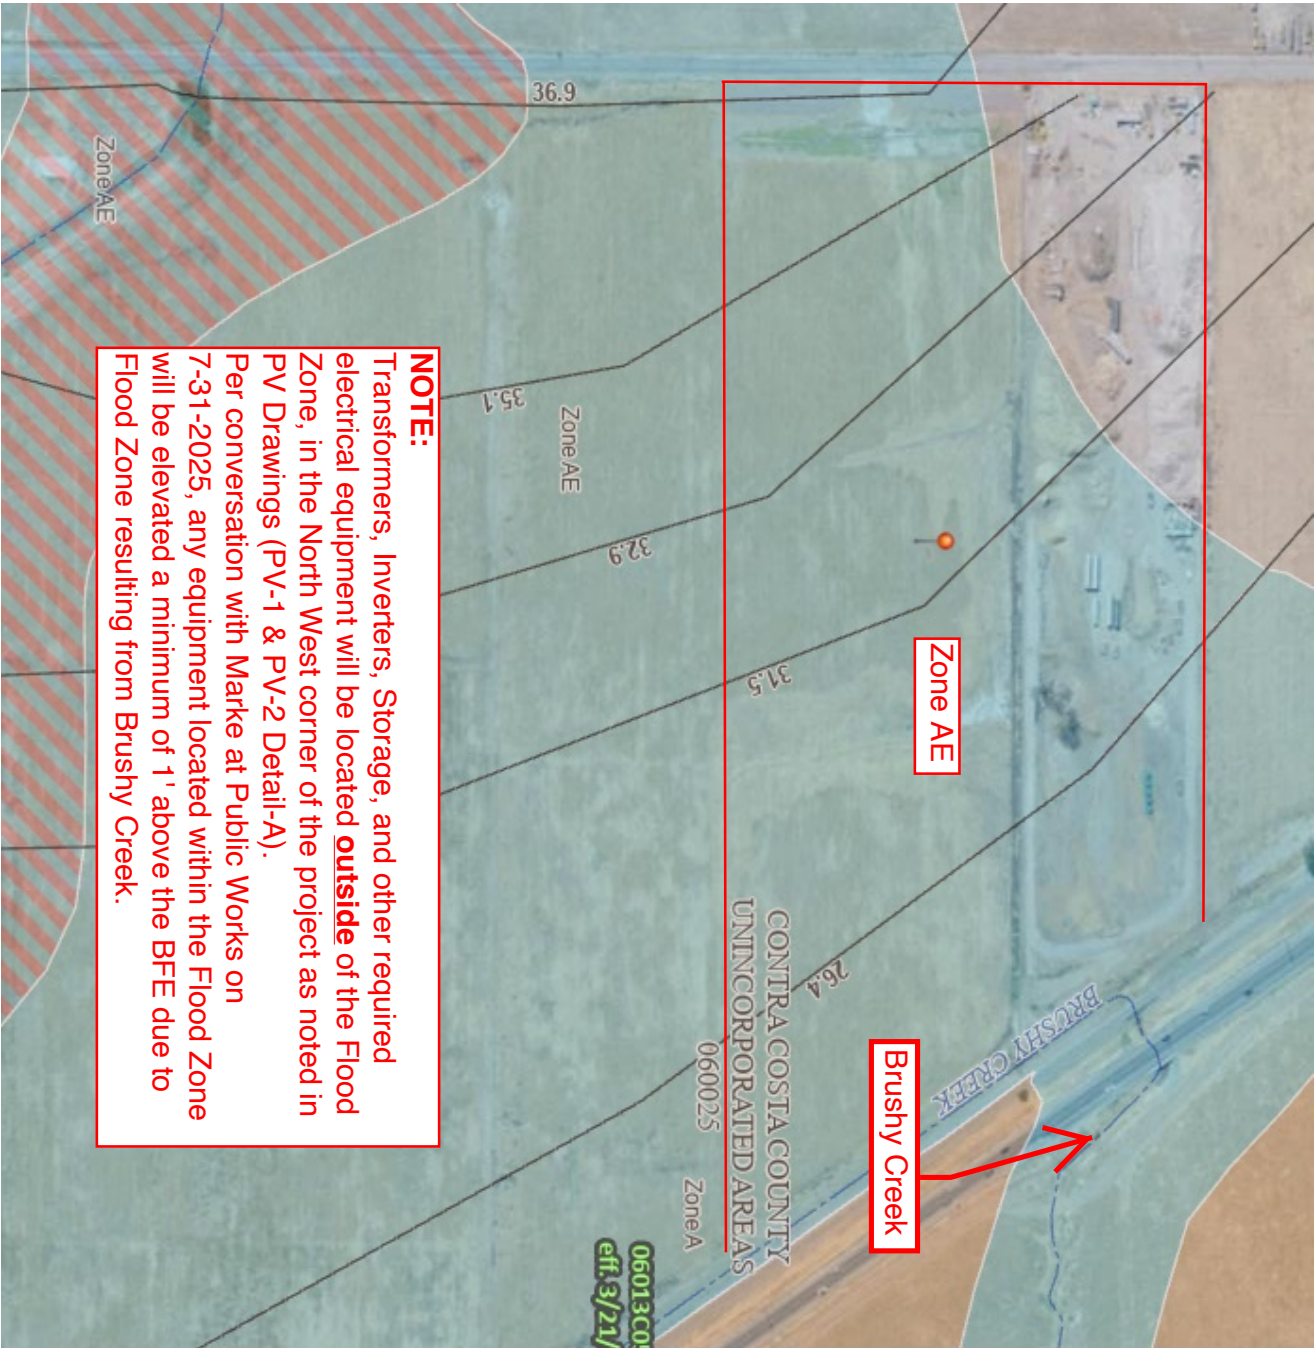 NOTE:
Transformers, Inverters, Storage, and other required
electrical equipment will be located outside of the Flood
Zone, in the North West corner of the project as noted in
PV Drawings (PV-1 & PV-2 Detail-A).
Per conversation with Marke at Public Works on
7-31-2025, any equipment located within the Flood Zone
will be elevated a minimum of 1' above the BFE due to
Flood Zone resulting from Brushy Creek.
Zone AE
Brushy Creek
BRUSHY CREEK
CONTRA COSTA COUNTY
UNINCORPORATED AREAS
060025
Zone A
Zone AE
Zone AE
36.9
35.1
32.9
31.5
26.4
06013C0
eff. 3/21/